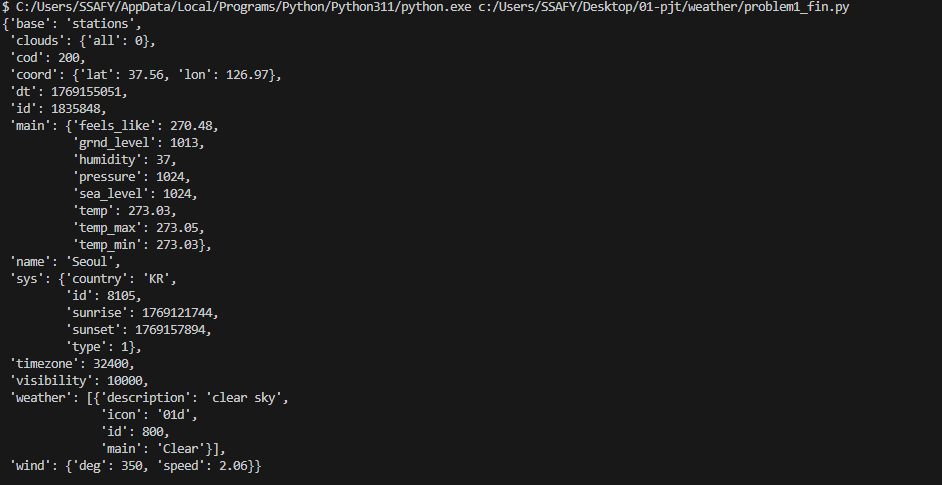 $ C:/Users/SSAFY/AppData/Local/Programs/Python/Python311/python.exe c:/Users/SSAFY/Desktop/01-pjt/weather/problem1_fin.py
{'base': 'stations',
 'clouds': {'all': 0},
 'cod': 200,
 'coord': {'lat': 37.56, 'lon': 126.97},
 'dt': 1769155051,
 'id': 1835848,
 'main': {'feels_like': 270.48,
          'grnd_level': 1013,
          'humidity': 37,
          'pressure': 1024,
          'sea_level': 1024,
          'temp': 273.03,
          'temp_max': 273.05,
          'temp_min': 273.03},
 'name': 'Seoul',
 'sys': {'country': 'KR',
         'id': 8105,
         'sunrise': 1769121744,
         'sunset': 1769157894,
         'type': 1},
 'timezone': 32400,
 'visibility': 10000,
 'weather': [{'description': 'clear sky',
              'icon': '01d',
              'id': 800,
              'main': 'Clear'}],
 'wind': {'deg': 350, 'speed': 2.06}}